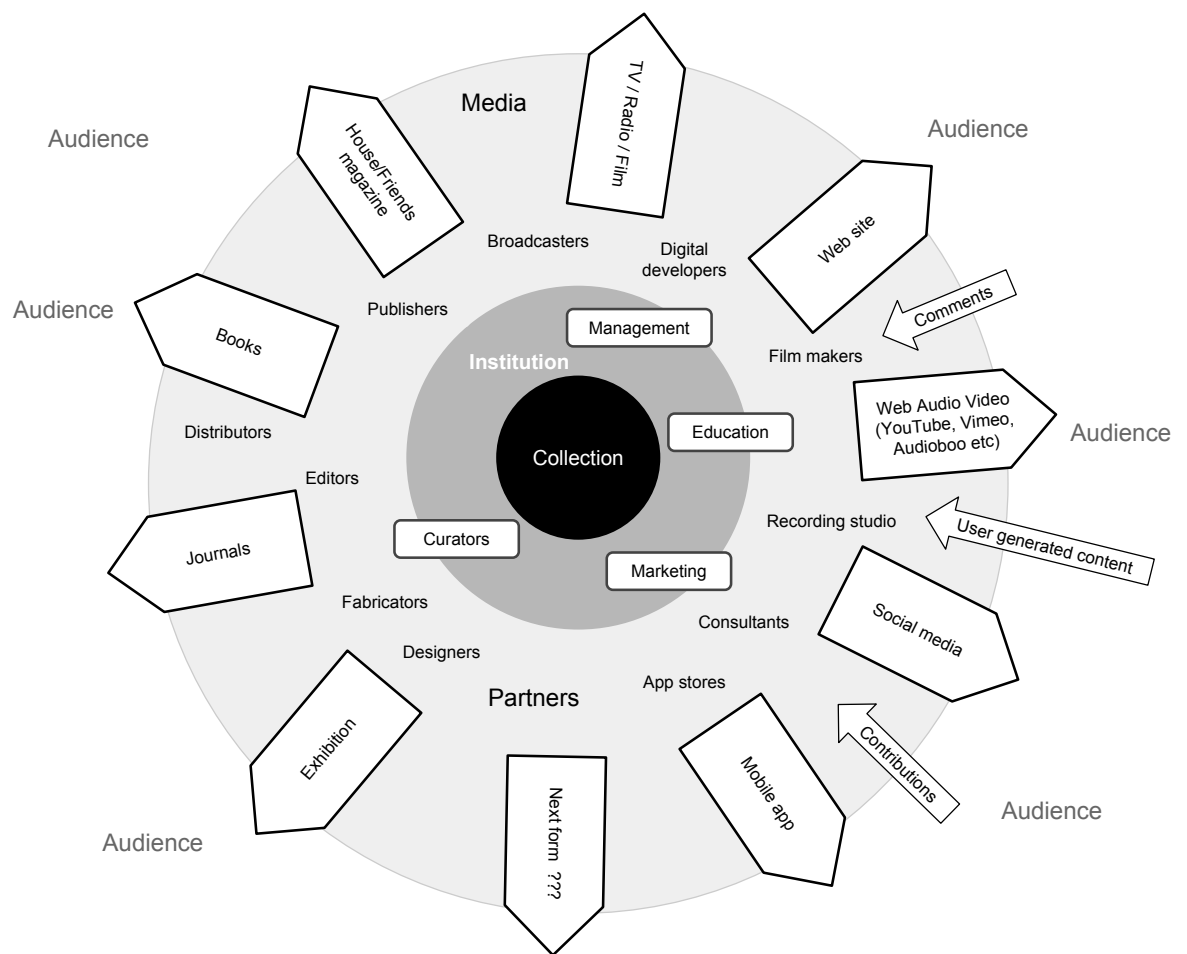 Media
TV / Radio / Film
House/Friends
magazine
Audience
Audience
Web site
Broadcasters
Digital
developers
Publishers
Audience
Books
Management
Comments
Institution
Film makers
Web Audio Video
(YouTube, Vimeo,
Audioboo etc)
Audience
Distributors
Education
Collection
Editors
Recording studio
User generated content
Journals
Curators
Marketing
Fabricators
Consultants
Social media
Designers
App stores
Partners
Exhibition
Contributions
Mobile app
Next form ???
Audience
Audience